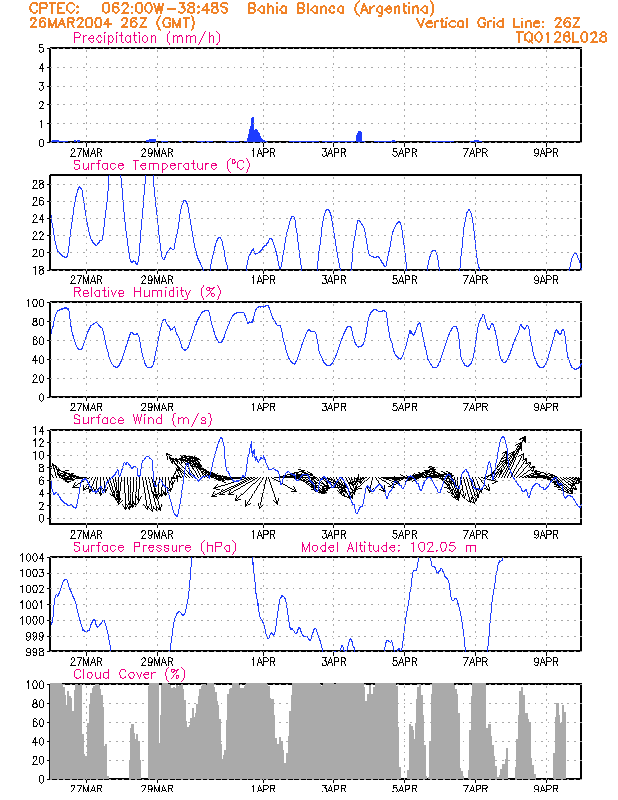 CPTEC: 062:00W-38:48S Bahia Blanca (Argentina)
26MAR2004 26Z (GMT) Vertical Grid Line: 26Z
Precipitation (mm/h) TQ0126L028
5
4
3
2
1
0
27MAR 29MAR 1APR 3APR 5APR 7APR 9APR
Surface Temperature (°C)
28
26
24
22
20
18
27MAR 29MAR 1APR 3APR 5APR 7APR 9APR
Relative Humidity (%)
100
80
60
40
20
0
27MAR 29MAR 1APR 3APR 5APR 7APR 9APR
Surface Wind (m/s)
14
12
10
8
6
4
2
0
27MAR 29MAR 1APR 3APR 5APR 7APR 9APR
Surface Pressure (hPa) Model Altitude: 102.05 m
1004
1003
1002
1001
1000
999
998
27MAR 29MAR 1APR 3APR 5APR 7APR 9APR
Cloud Cover (%)
100
80
60
40
20
0
27MAR 29MAR 1APR 3APR 5APR 7APR 9APR